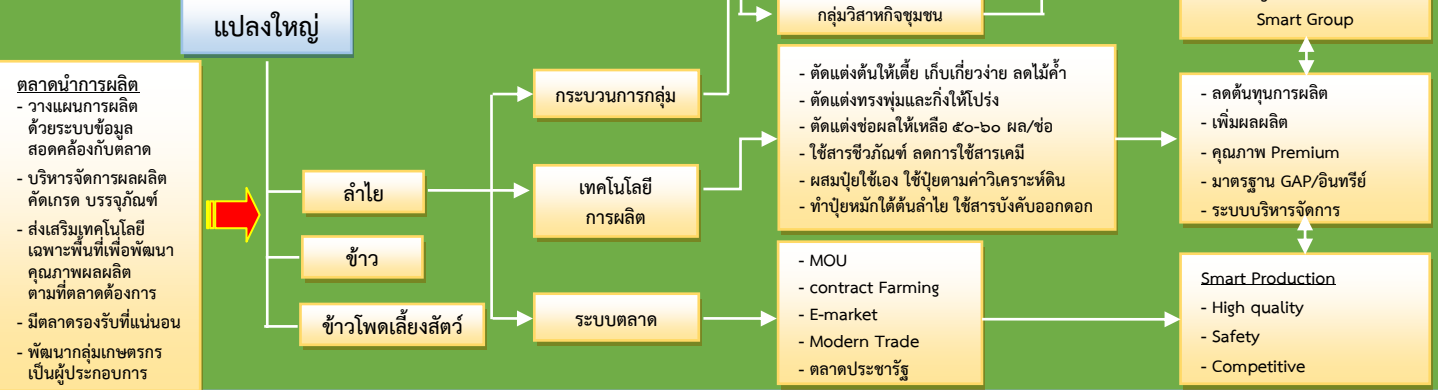 แปลงใหญ่
ตลาดนำการผลิต
- วางแผนการผลิต
ด้วยระบบข้อมูล
สอดคล้องกับตลาด
- บริหารจัดการผลผลิต
คัดเกรด บรรจุภัณฑ์
- ส่งเสริมเทคโนโลยี
เฉพาะพื้นที่เพื่อพัฒนา
คุณภาพผลผลิต
ตามที่ตลาดต้องการ
- มีตลาดรองรับที่แน่นอน
- พัฒนากลุ่มเกษตรกร
เป็นผู้ประกอบการ
ลำไย
ข้าว
ข้าวโพดเลี้ยงสัตว์
กระบวนการกลุ่ม
เทคโนโลยี
การผลิต
ระบบตลาด
กลุ่มวิสาหกิจชุมชน
- ตัดแต่งต้นให้เตี้ย เก็บเกี่ยวง่าย ลดไม้ค้ำ
- ตัดแต่งทรงพุ่มและกิ่งให้โปร่ง
- ตัดแต่งช่อผลให้เหลือ ๕๐-๖๐ ผล/ช่อ
- ใช้สารชีวภัณฑ์ ลดการใช้สารเคมี
- ผสมปุ๋ยใช้เอง ใช้ปุ๋ยตามค่าวิเคราะห์ดิน
- ทำปุ๋ยหมักใต้ต้นลำไย ใช้สารบังคับออกดอก
- MOU
- contract Farming
- E-market
- Modern Trade
- ตลาดประชารัฐ
Smart Group
- ลดต้นทุนการผลิต
- เพิ่มผลผลิต
- คุณภาพ Premium
- มาตรฐาน GAP/อินทรีย์
- ระบบบริหารจัดการ
Smart Production
- High quality
- Safety
- Competitive